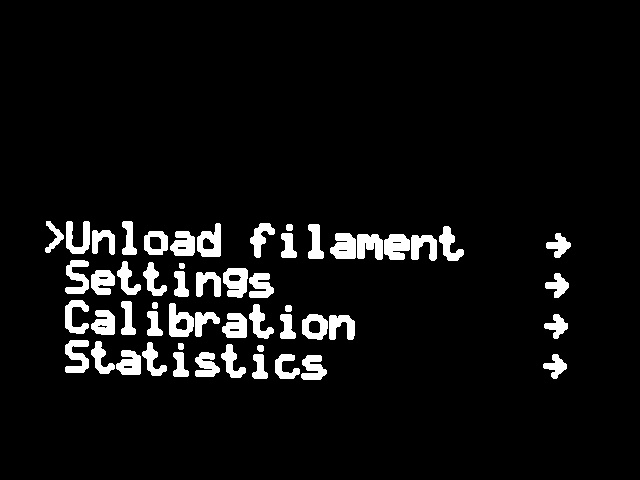 >Unload filament →
Settings →
Calibration →
Statistics →